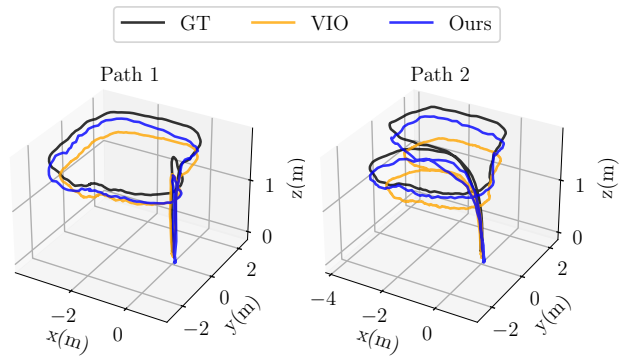 GT VIO Ours
Path 1 Path 2
z(m) z(m)
1 1
0 0
2 2
0 0
−2 −2
y(m) y(m)
−2 0 −4 −2 0
x(m) x(m)